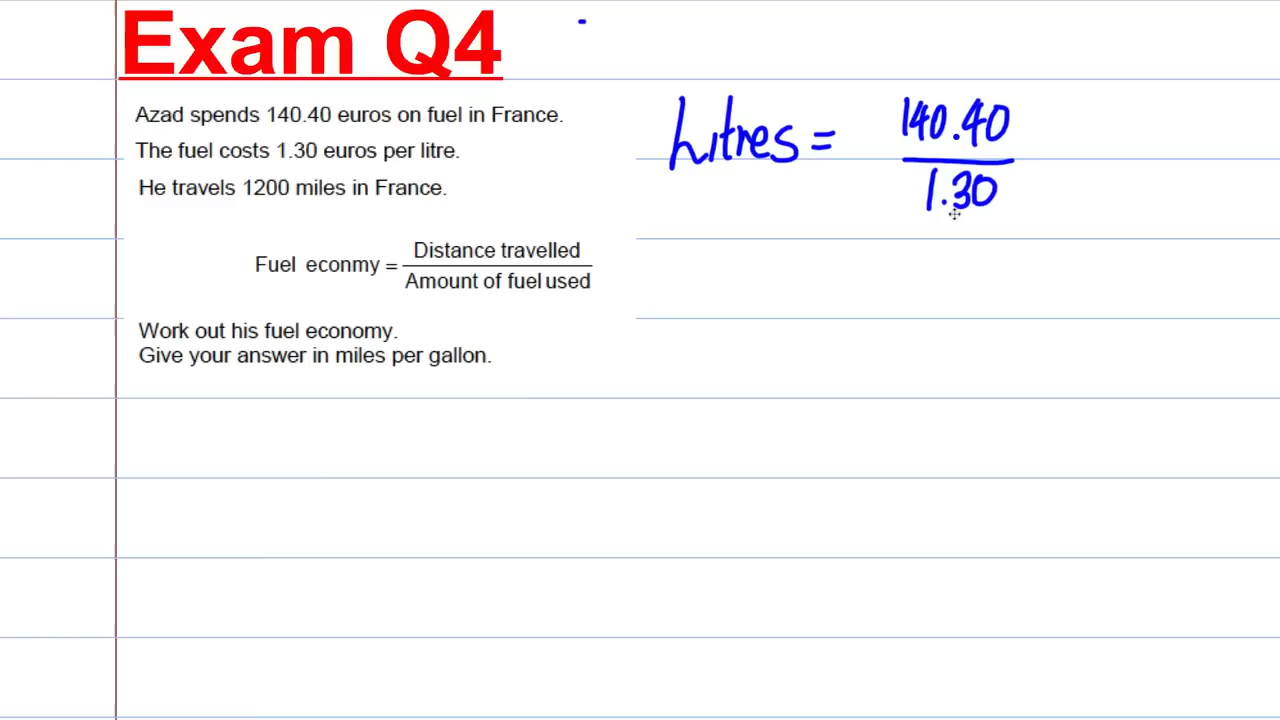 Exam Q4
Azad spends 140.40 euros on fuel in France.
The fuel costs 1.30 euros per litre.
He travels 1200 miles in France.
Fuel econmy = Distance travelled
Amount of fuel used
Work out his fuel economy.
Give your answer in miles per gallon.
Litres = 140.40
1.30